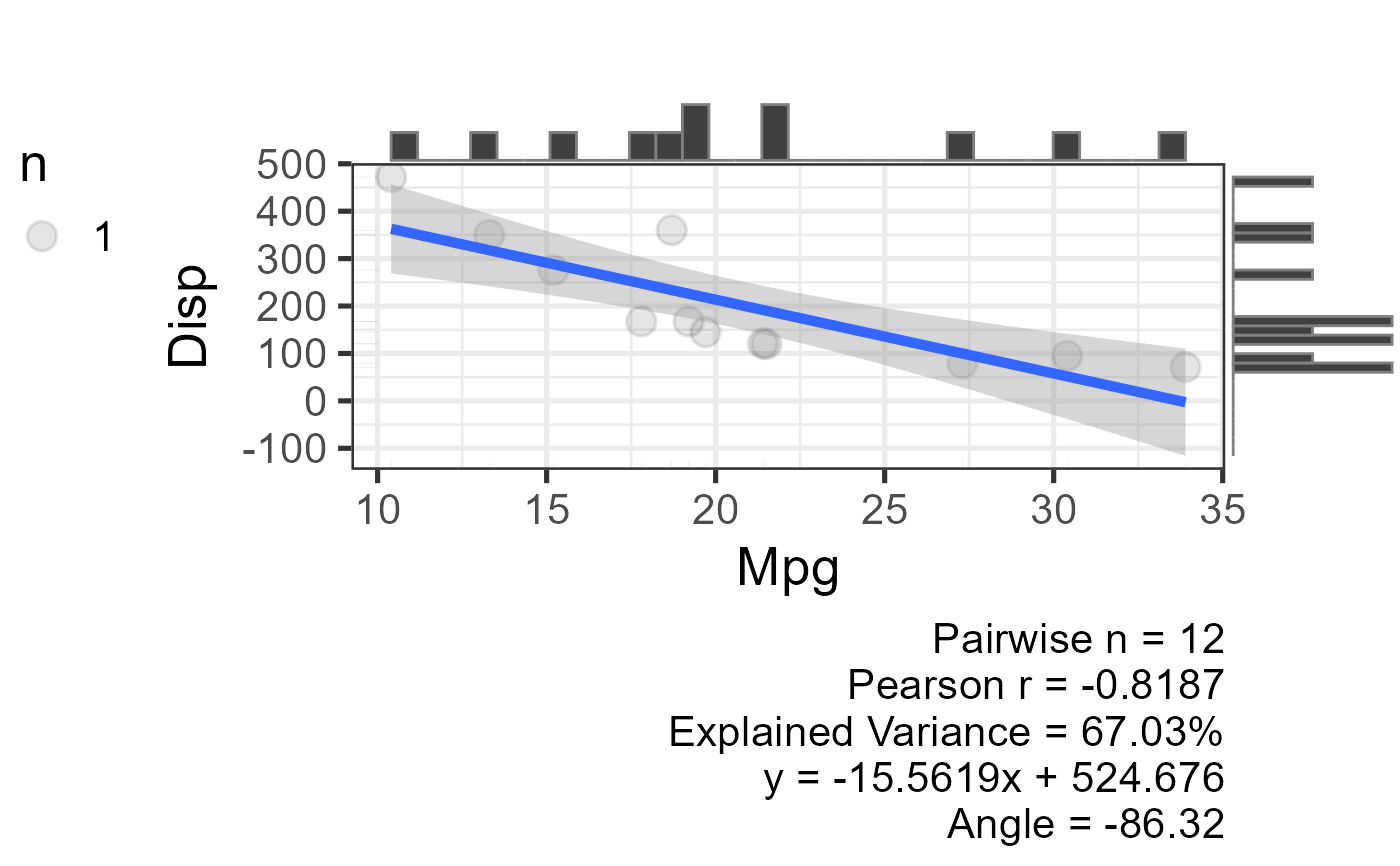 n
1
Disp
500
400
300
200
100
0
-100
10 15 20 25 30 35
Mpg
Pairwise n = 12
Pearson r = -0.8187
Explained Variance = 67.03%
y = -15.5619x + 524.676
Angle = -86.32